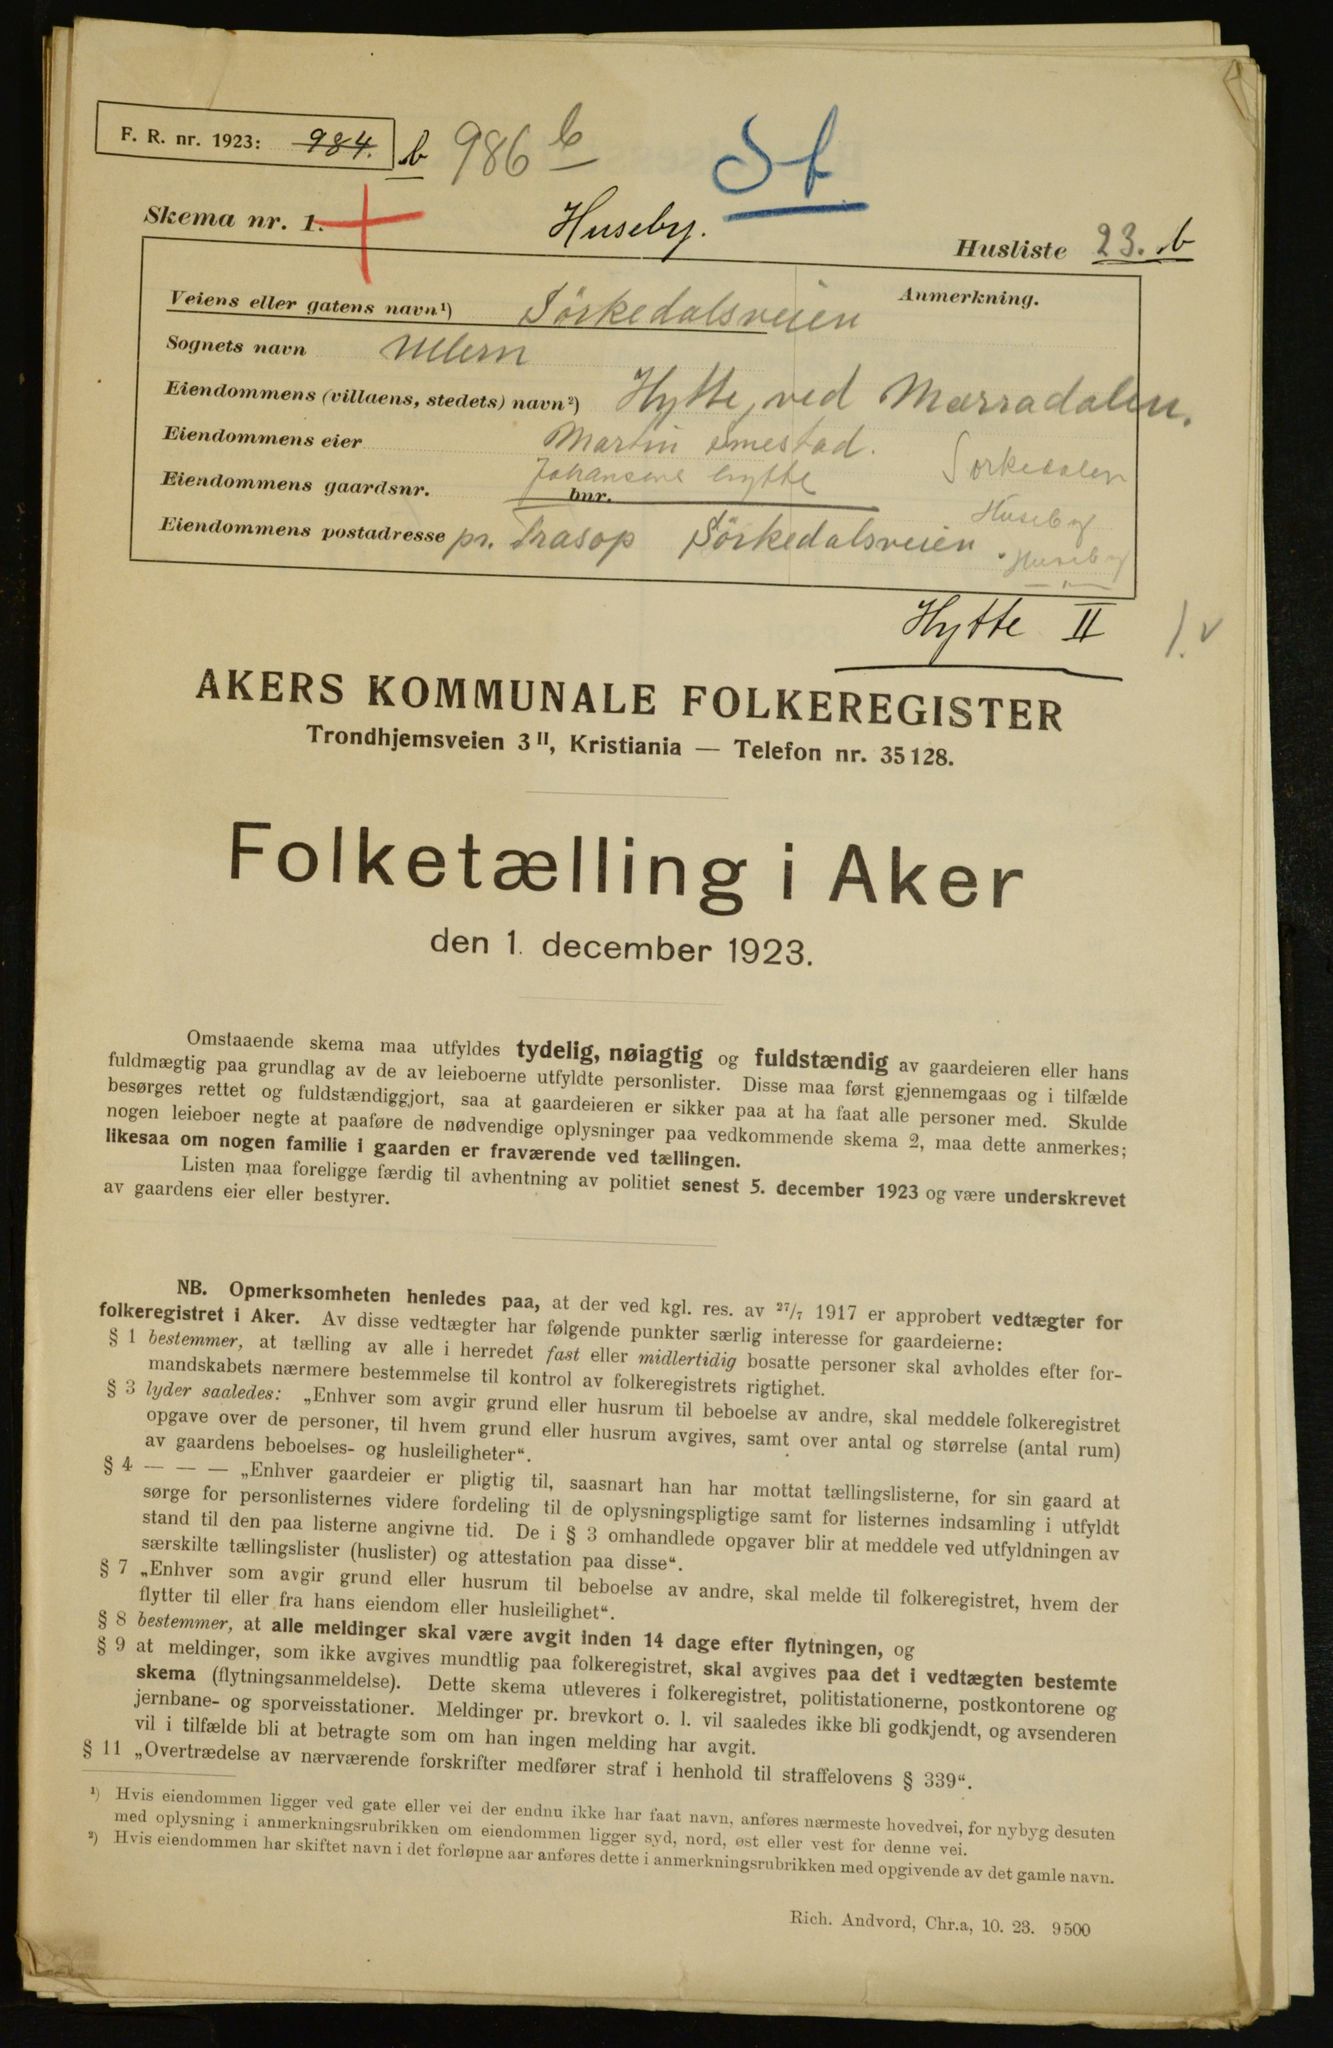 F. R. nr. 1923: 984. b 986 b
St
Skema nr. 1.
Huseby.
Husliste 23. b
Veiens eller gatens navn¹) Sörkedalsveien
Anmerkning.
Sognets navn Ullern
Eiendommens (villaens, stedets) navn²) Hytte, ved Mærradalen.
Eiendommens eier Martin Smestad.
Sorkedalen
Johansens hytte
Eiendommens gaardsnr. bnr.
Huseby
Eiendommens postadresse pr. Trasop Sörkedalsveien.
Huseby
Hytte II
1. v
AKERS KOMMUNALE FOLKEREGISTER
Trondhjemsveien 3 II, Kristiania — Telefon nr. 35128.
Folketælling i Aker
den 1. december 1923.
Omstaaende skema maa utfyldes tydelig, nøiagtig og fuldstændig av gaardeieren eller hans
fuldmægtig paa grundlag av de av leieboerne utfyldte personlister. Disse maa først gjennemgaas og i tilfælde
besørges rettet og fuldstændiggjort, saa at gaardeieren er sikker paa at ha faat alle personer med. Skulde
nogen leieboer negte at paaføre de nødvendige oplysninger paa vedkommende skema 2, maa dette anmerkes;
likesaa om nogen familie i gaarden er fraværende ved tællingen.
Listen maa foreligge færdig til avhentning av politiet senest 5. december 1923 og være underskrevet
av gaardens eier eller bestyrer.
NB. Opmerksomheten henledes paa, at der ved kgl. res. av 27/7 1917 er approbert vedtægter for
folkeregistret i Aker. Av disse vedtægter har følgende punkter særlig interesse for gaardeierne:
§ 1 bestemmer, at tælling av alle i herredet fast eller midlertidig bosatte personer skal avholdes efter for-
mandskabets nærmere bestemmelse til kontrol av folkeregistrets rigtighet.
§ 3 lyder saaledes: „Enhver som avgir grund eller husrum til beboelse av andre, skal meddele folkeregistret
opgave over de personer, til hvem grund eller husrum avgives, samt over antal og størrelse (antal rum)
av gaardens beboelses- og husleiligheter“.
§ 4 — — — „Enhver gaardeier er pligtig til, saasnart han har mottat tællingslisterne, for sin gaard at
sørge for personlisternes videre fordeling til de oplysningspligtige samt for listernes indsamling i utfyldt
stand til den paa listerne angivne tid. De i § 3 omhandlede opgaver blir at meddele ved utfyldningen av
særskilte tællingslister (huslister) og attestation paa disse“.
§ 7 „Enhver som avgir grund eller husrum til beboelse av andre, skal melde til folkeregistret, hvem der
flytter til eller fra hans eiendom eller husleilighet“.
§ 8 bestemmer, at alle meldinger skal være avgit inden 14 dage efter flytningen, og
§ 9 at meldinger, som ikke avgives mundtlig paa folkeregistret, skal avgives paa det i vedtægten bestemte
skema (flytningsanmeldelse). Dette skema utleveres i folkeregistret, politistationerne, postkontorene og
jernbane- og sporveisstationer. Meldinger pr. brevkort o. l. vil saaledes ikke bli godkjendt, og avsenderen
vil i tilfælde bli at betragte som om han ingen melding har avgit.
§ 11 „Overtrædelse av nærværende forskrifter medfører straf i henhold til straffelovens § 339“.
¹) Hvis eiendommen ligger ved gate eller vei der endnu ikke har faat navn, anføres nærmeste hovedvei, for nybyg desuten
med oplysning i anmerkningsrubrikken om eiendommen ligger syd, nord, øst eller vest for denne vei.
²) Hvis eiendommen har skiftet navn i det forløpne aar anføres dette i anmerkningsrubrikken med opgivende av det gamle navn.
Rich. Andvord, Chr.a, 10. 23. 9500